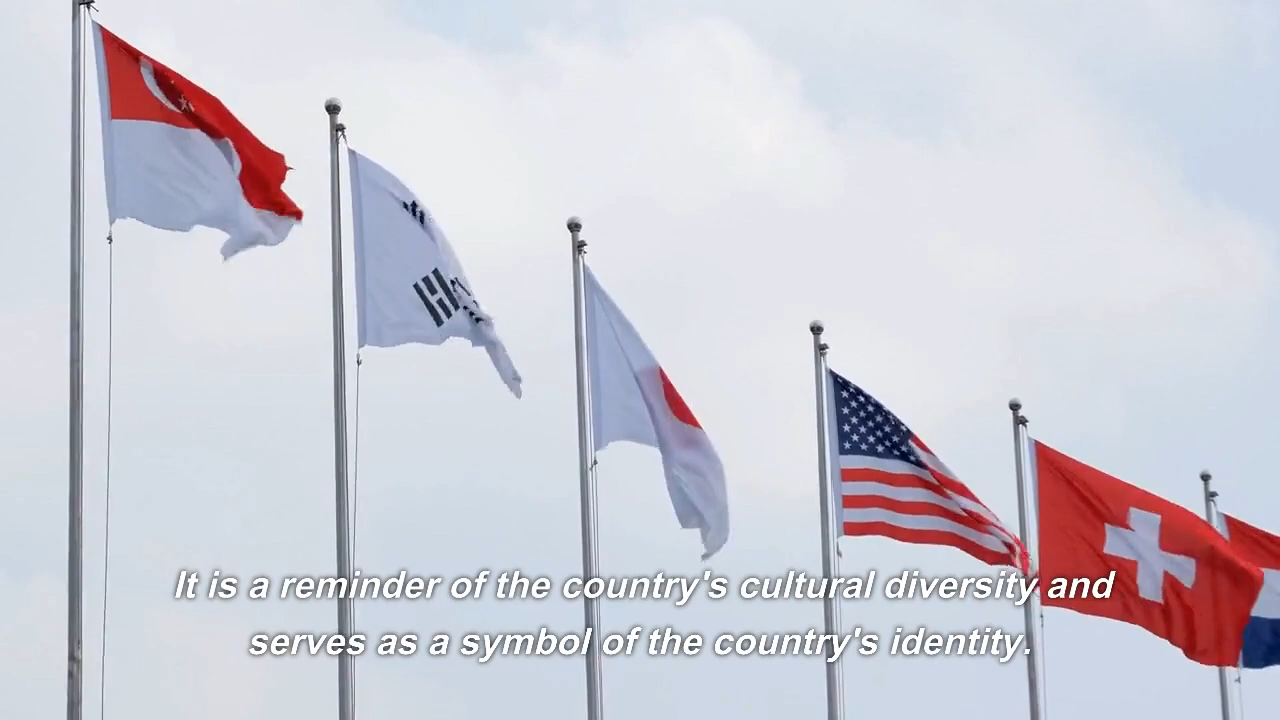 It is a reminder of the country's cultural diversity and
serves as a symbol of the country's identity.